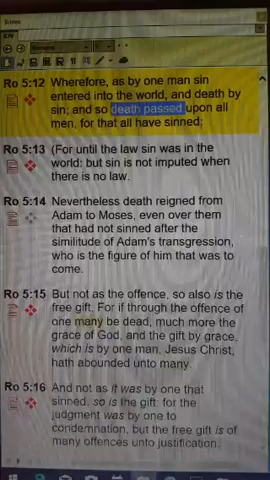 KJV
Romans
Ro 5:12 Wherefore, as by one man sin
entered into the world, and death by
sin; and so death passed upon all
men, for that all have sinned:
Ro 5:13 (For until the law sin was in the
world: but sin is not imputed when
there is no law.
Ro 5:14 Nevertheless death reigned from
Adam to Moses, even over them
that had not sinned after the
similitude of Adam's transgression,
who is the figure of him that was to
come.
Ro 5:15 But not as the offence, so also is the
free gift. For if through the offence of
one many be dead, much more the
grace of God, and the gift by grace,
which is by one man, Jesus Christ,
hath abounded unto many.
Ro 5:16 And not as it was by one that
sinned, so is the gift: for the
judgment was by one to
condemnation, but the free gift is of
many offences unto justification.